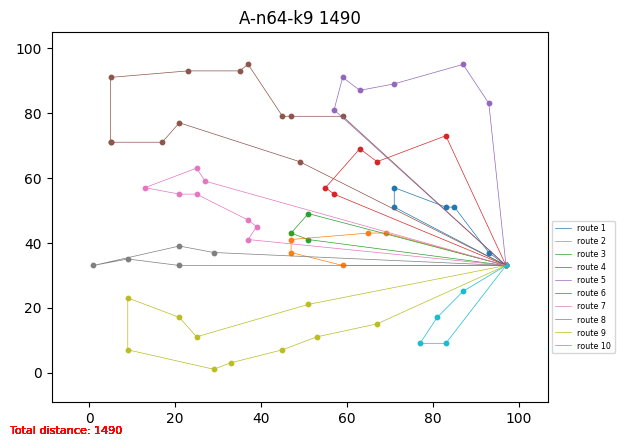 A-n64-k9 1490
100
80
60
40
20
0
0 20 40 60 80 100
route 1
route 2
route 3
route 4
route 5
route 6
route 7
route 8
route 9
route 10
Total distance: 1490